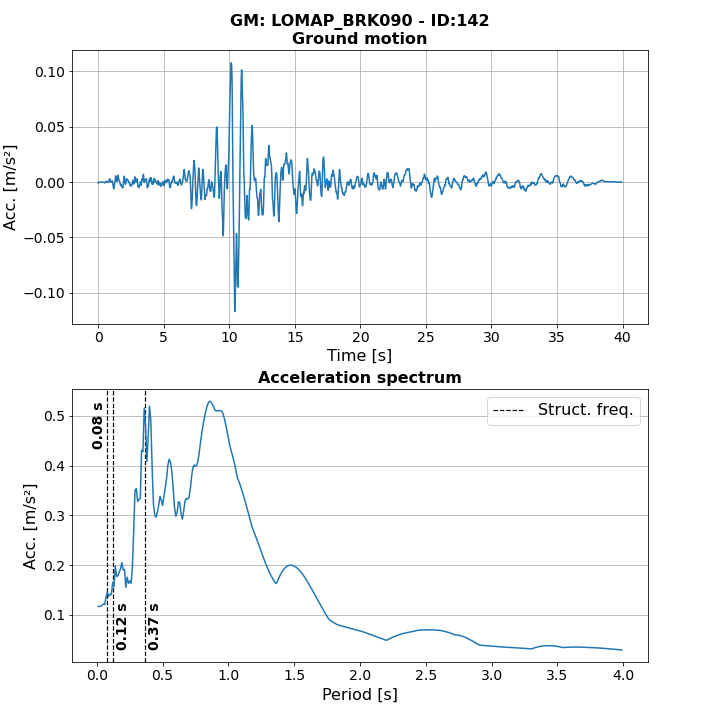 GM: LOMAP_BRK090 - ID:142
Ground motion
Acc. [m/s²]
0.10
0.05
0.00
−0.05
−0.10
0 5 10 15 20 25 30 35 40
Time [s]
Acceleration spectrum
Acc. [m/s²]
0.5
0.4
0.3
0.2
0.1
0.08 s
0.12 s
0.37 s
Struct. freq.
0.0 0.5 1.0 1.5 2.0 2.5 3.0 3.5 4.0
Period [s]